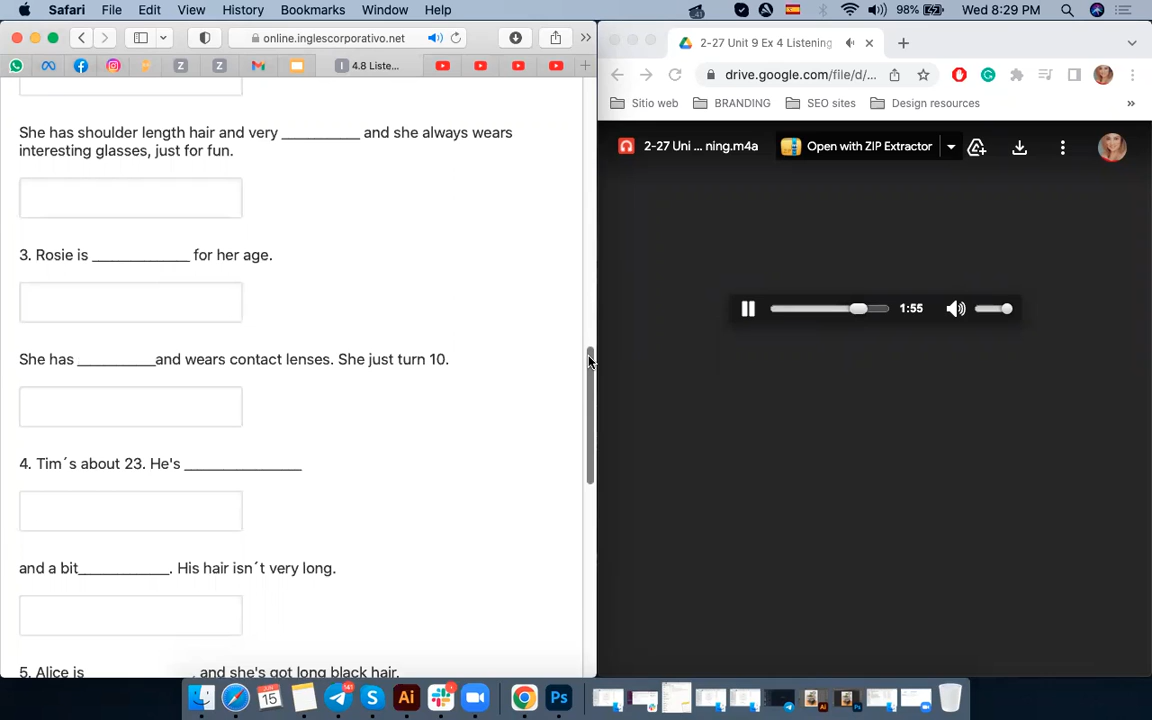 Safari File Edit View History Bookmarks Window Help
98% Wed 8:29 PM
online.inglescorporativo.net
4.8 Liste...
2-27 Unit 9 Ex 4 Listening
drive.google.com/file/d/...
Sitio web BRANDING SEO sites Design resources
2-27 Uni ... ning.m4a Open with ZIP Extractor
She has shoulder length hair and very __________ and she always wears
interesting glasses, just for fun.
3. Rosie is _____________ for her age.
1:55
She has __________and wears contact lenses. She just turn 10.
4. Tim´s about 23. He's _______________
and a bit____________. His hair isn´t very long.
5. Alice is ______________ and she's got long black hair.